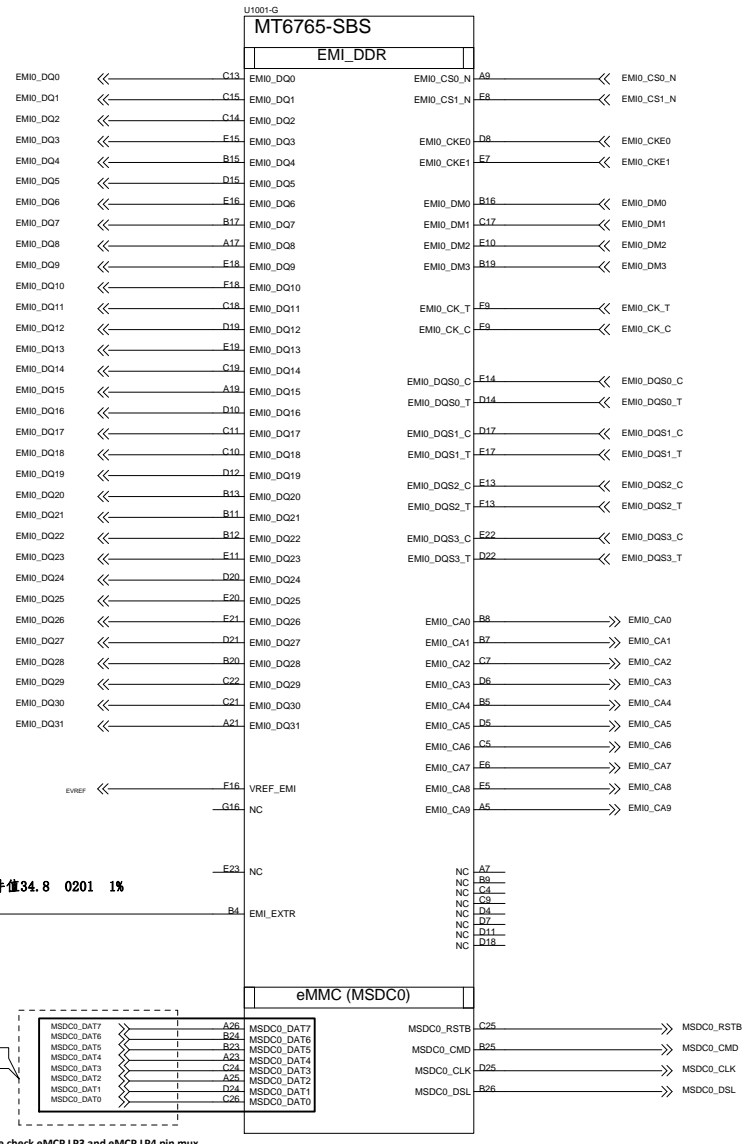 U1001-G
MT6765-SBS
EMI_DDR
EMI0_DQ0 C13 EMI0_DQ0 EMI0_CS0_N A9 EMI0_CS0_N
EMI0_DQ1 C15 EMI0_DQ1 EMI0_CS1_N E8 EMI0_CS1_N
EMI0_DQ2 C14 EMI0_DQ2
EMI0_DQ3 E15 EMI0_DQ3 EMI0_CKE0 D8 EMI0_CKE0
EMI0_DQ4 B15 EMI0_DQ4 EMI0_CKE1 E7 EMI0_CKE1
EMI0_DQ5 D15 EMI0_DQ5
EMI0_DQ6 E16 EMI0_DQ6 EMI0_DM0 B16 EMI0_DM0
EMI0_DQ7 B17 EMI0_DQ7 EMI0_DM1 C17 EMI0_DM1
EMI0_DQ8 A17 EMI0_DQ8 EMI0_DM2 E10 EMI0_DM2
EMI0_DQ9 EMI0_DQ9 EMI0_DM3 B19 EMI0_DM3
EMI0_DQ10 EMI0_DQ10
EMI0_DQ11 C18 EMI0_DQ11 EMI0_CK_T EMI0_CK_T
EMI0_DQ12 D19 EMI0_DQ12 EMI0_CK_C EMI0_CK_C
EMI0_DQ13 E19 EMI0_DQ13
EMI0_DQ14 C19 EMI0_DQ14 EMI0_DQS0_C E14 EMI0_DQS0_C
EMI0_DQ15 A19 EMI0_DQ15 EMI0_DQS0_T D14 EMI0_DQS0_T
EMI0_DQ16 D10 EMI0_DQ16
EMI0_DQ17 C11 EMI0_DQ17 EMI0_DQS1_C D17 EMI0_DQS1_C
EMI0_DQ18 C10 EMI0_DQ18 EMI0_DQS1_T E17 EMI0_DQS1_T
EMI0_DQ19 D12 EMI0_DQ19 EMI0_DQS2_C EMI0_DQS2_C
EMI0_DQ20 B13 EMI0_DQ20 EMI0_DQS2_T EMI0_DQS2_T
EMI0_DQ21 B11 EMI0_DQ21
EMI0_DQ22 B12 EMI0_DQ22 EMI0_DQS3_C E22 EMI0_DQS3_C
EMI0_DQ23 E11 EMI0_DQ23 EMI0_DQS3_T D22 EMI0_DQS3_T
EMI0_DQ24 D20 EMI0_DQ24
EMI0_DQ25 E20 EMI0_DQ25
EMI0_DQ26 E21 EMI0_DQ26 EMI0_CA0 B8 EMI0_CA0
EMI0_DQ27 D21 EMI0_DQ27 EMI0_CA1 B7 EMI0_CA1
EMI0_DQ28 B20 EMI0_DQ28 EMI0_CA2 C7 EMI0_CA2
EMI0_DQ29 C22 EMI0_DQ29 EMI0_CA3 D6 EMI0_CA3
EMI0_DQ30 C21 EMI0_DQ30 EMI0_CA4 B5 EMI0_CA4
EMI0_DQ31 A21 EMI0_DQ31 EMI0_CA5 D5 EMI0_CA5
EMI0_CA6 C5 EMI0_CA6
EMI0_CA7 E6 EMI0_CA7
EVREF F16 VREF_EMI EMI0_CA8 E5 EMI0_CA8
G16 NC EMI0_CA9 A5 EMI0_CA9
E23 NC NC A7
NC B9
NC C4
NC C9
NC D4
NC D7
NC D11
NC D18
值34.8 0201 1%
B4 EMI_EXTR
eMMC (MSDC0)
MSDC0_DAT7 A26 MSDC0_DAT7 MSDC0_RSTB C25 MSDC0_RSTB
MSDC0_DAT6 B24 MSDC0_DAT6
MSDC0_DAT5 B23 MSDC0_DAT5 MSDC0_CMD B25 MSDC0_CMD
MSDC0_DAT4 A23 MSDC0_DAT4
MSDC0_DAT3 C24 MSDC0_DAT3 MSDC0_CLK D25 MSDC0_CLK
MSDC0_DAT2 A25 MSDC0_DAT2
MSDC0_DAT1 D24 MSDC0_DAT1 MSDC0_DSL B26 MSDC0_DSL
MSDC0_DAT0 C26 MSDC0_DAT0
check eMCP LP3 and eMCP LP4 pin mux